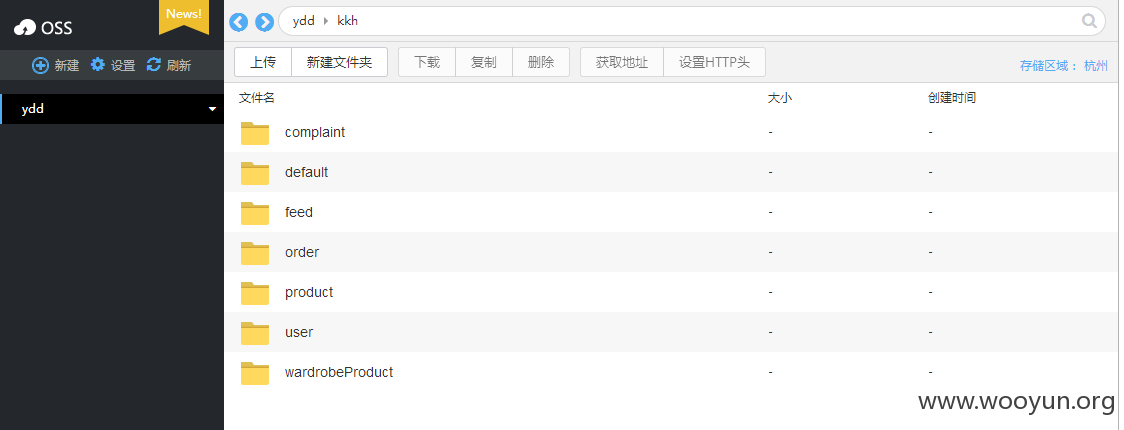 News!
OSS
ydd kkh
新建 设置 刷新
上传 新建文件夹 下载 复制 删除 获取地址 设置HTTP头
存储区域： 杭州
ydd
文件名 大小 创建时间
complaint - -
default - -
feed - -
order - -
product - -
user - -
wardrobeProduct - -
www.wooyun.org